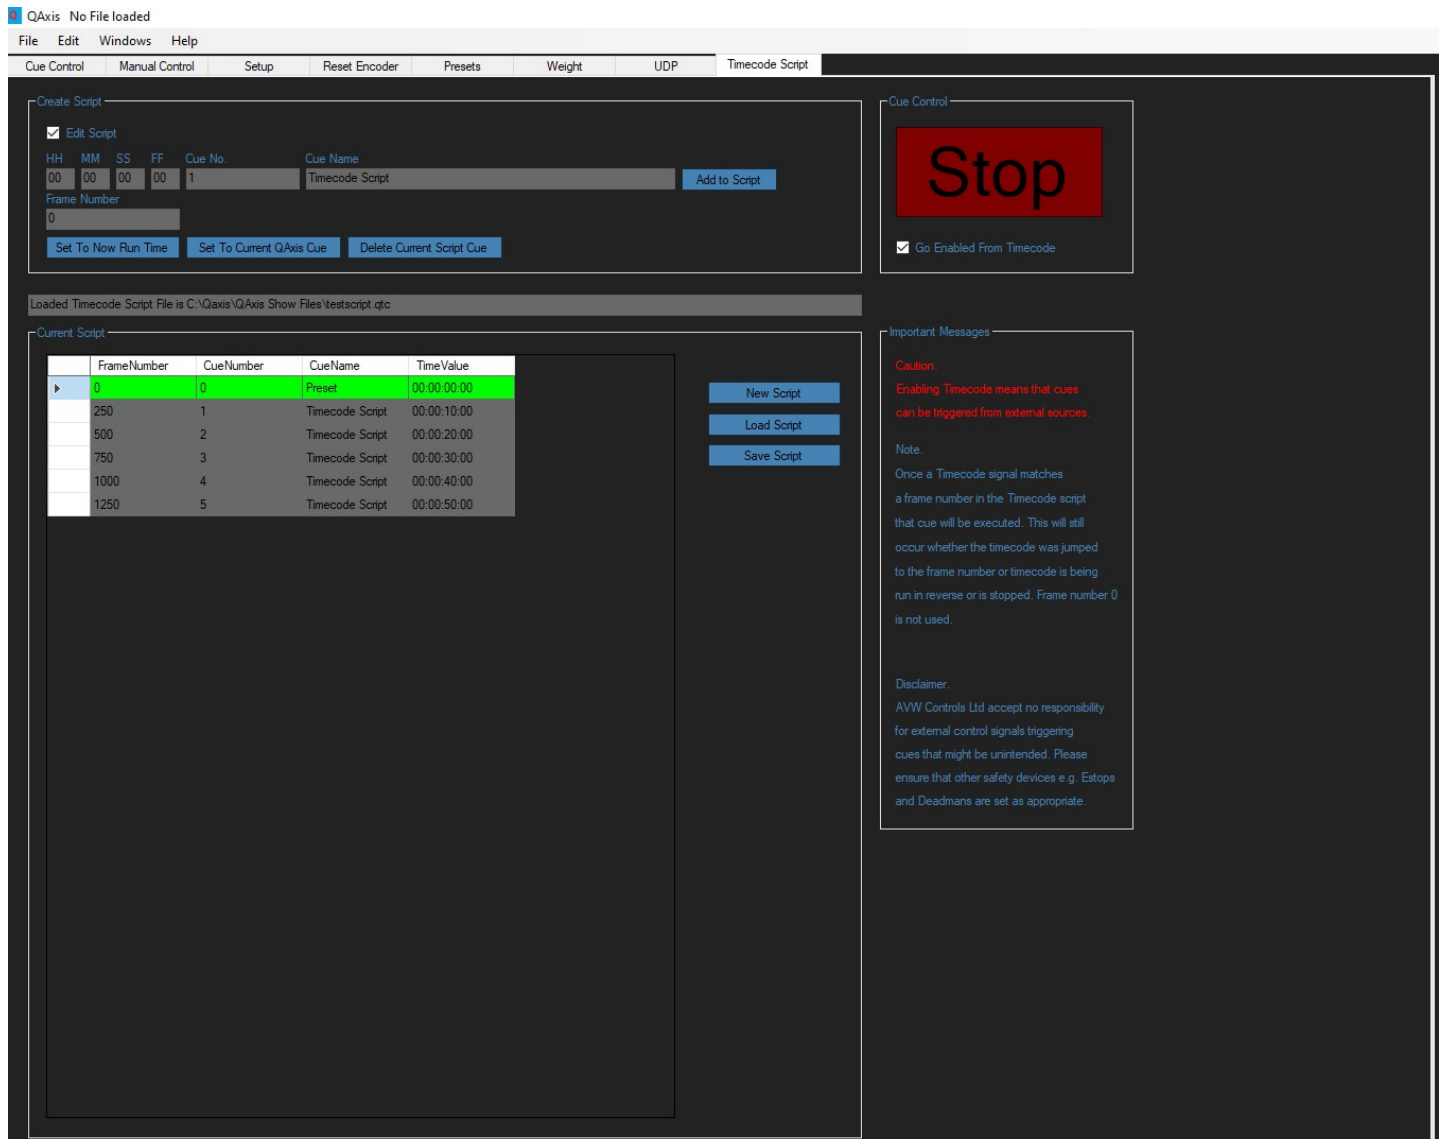 QAxis No File loaded
File Edit Windows Help
Cue Control Manual Control Setup Reset Encoder Presets Weight UDP Timecode Script
Create Script
Edit Script
HH MM SS FF Cue No. Cue Name
00 00 00 00 1 Timecode Script Add to Script
Frame Number
0
Set To Now Run Time Set To Current QAxis Cue Delete Current Script Cue
Cue Control
Stop
Go Enabled From Timecode
Loaded Timecode Script File is C:\Qaxis\QAxis Show Files\testscript.qtc
Current Script
FrameNumber CueNumber CueName TimeValue
0 0 Preset 00:00:00:00
250 1 Timecode Script 00:00:10:00
500 2 Timecode Script 00:00:20:00
750 3 Timecode Script 00:00:30:00
1000 4 Timecode Script 00:00:40:00
1250 5 Timecode Script 00:00:50:00
New Script
Load Script
Save Script
Important Messages
Caution.
Enabling Timecode means that cues
can be triggered from external sources.
Note.
Once a Timecode signal matches
a frame number in the Timecode script
that cue will be executed. This will still
occur whether the timecode was jumped
to the frame number or timecode is being
run in reverse or is stopped. Frame number 0
is not used.
Disclaimer.
AVW Controls Ltd accept no responsibility
for external control signals triggering
cues that might be unintended. Please
ensure that other safety devices e.g. Estops
and Deadmans are set as appropriate.